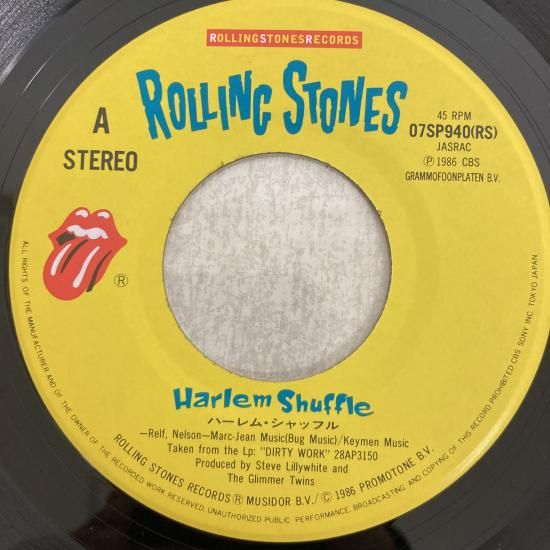 ROLLINGSTONESRECORDS
ROLLING STONES
A
STEREO
45 RPM
07SP940(RS)
JASRAC
Ⓟ 1986 CBS
GRAMMOFOONPLATEN B.V.
®
Harlem Shuffle
ハーレム・シャッフル
—Relf, Nelson—Marc-Jean Music(Bug Music)/Keymen Music
Taken from the Lp: "DIRTY WORK" 28AP3150
Produced by Steve Lillywhite and
The Glimmer Twins
ROLLING STONES RECORDS ® MUSIDOR B.V./© 1986 PROMOTONE B.V.
ALL RIGHTS OF THE MANUFACTURER AND OF THE OWNER OF THE RECORDED WORK RESERVED. UNAUTHORIZED PUBLIC PERFORMANCE, BROADCASTING AND COPYING OF THIS RECORD PROHIBITED CBS SONY INC. TOKYO JAPAN